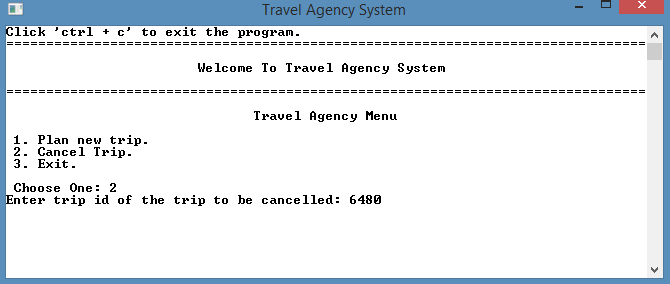 Travel Agency System
Click 'ctrl + c' to exit the program.
================================================================================
Welcome To Travel Agency System
================================================================================
Travel Agency Menu
1. Plan new trip.
2. Cancel Trip.
3. Exit.
Choose One: 2
Enter trip id of the trip to be cancelled: 6480